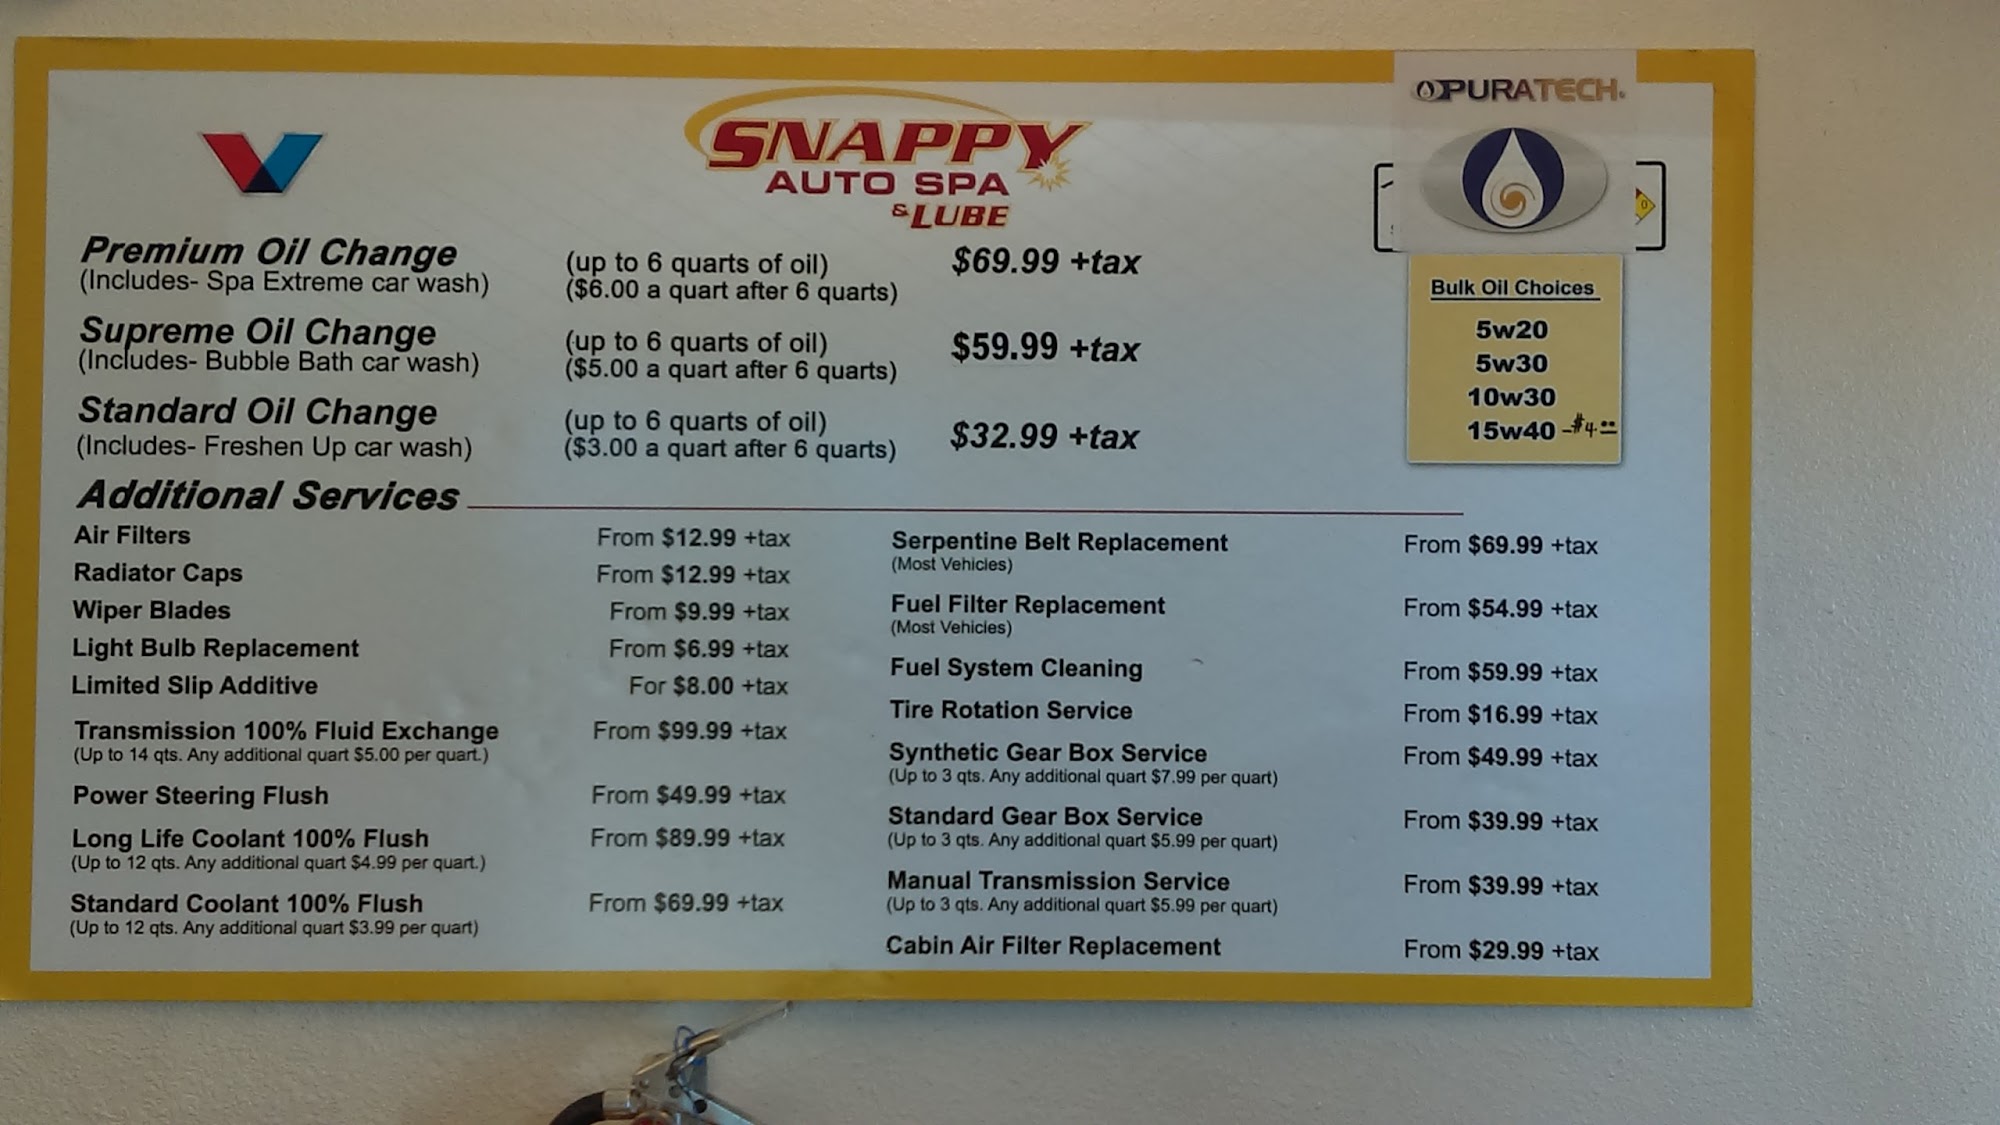 PURATECH
SNAPPY
AUTO SPA
& LUBE
Premium Oil Change (up to 6 quarts of oil) $69.99 +tax
(Includes- Spa Extreme car wash) ($6.00 a quart after 6 quarts)
Supreme Oil Change (up to 6 quarts of oil) $59.99 +tax
(Includes- Bubble Bath car wash) ($5.00 a quart after 6 quarts)
Standard Oil Change (up to 6 quarts of oil) $32.99 +tax
(Includes- Freshen Up car wash) ($3.00 a quart after 6 quarts)
Bulk Oil Choices
5w20
5w30
10w30
15w40 -$4.00
Additional Services
Air Filters From $12.99 +tax
Radiator Caps From $12.99 +tax
Wiper Blades From $9.99 +tax
Light Bulb Replacement From $6.99 +tax
Limited Slip Additive For $8.00 +tax
Transmission 100% Fluid Exchange From $99.99 +tax
(Up to 14 qts. Any additional quart $5.00 per quart.)
Power Steering Flush From $49.99 +tax
Long Life Coolant 100% Flush From $89.99 +tax
(Up to 12 qts. Any additional quart $4.99 per quart.)
Standard Coolant 100% Flush From $69.99 +tax
(Up to 12 qts. Any additional quart $3.99 per quart)
Serpentine Belt Replacement From $69.99 +tax
(Most Vehicles)
Fuel Filter Replacement From $54.99 +tax
(Most Vehicles)
Fuel System Cleaning From $59.99 +tax
Tire Rotation Service From $16.99 +tax
Synthetic Gear Box Service From $49.99 +tax
(Up to 3 qts. Any additional quart $7.99 per quart)
Standard Gear Box Service From $39.99 +tax
(Up to 3 qts. Any additional quart $5.99 per quart)
Manual Transmission Service From $39.99 +tax
(Up to 3 qts. Any additional quart $5.99 per quart)
Cabin Air Filter Replacement From $29.99 +tax